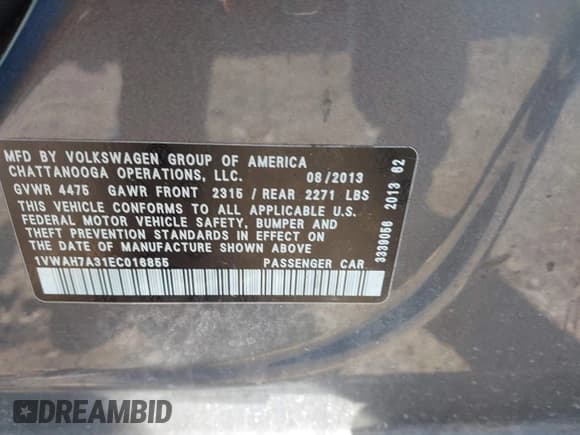 MFD BY VOLKSWAGEN GROUP OF AMERICA
CHATTANOOGA OPERATIONS, LLC. 08/2013
GVWR 4475 GAWR FRONT 2315 / REAR 2271 LBS
THIS VEHICLE CONFORMS TO ALL APPLICABLE U.S.
FEDERAL MOTOR VEHICLE SAFETY, BUMPER AND
THEFT PREVENTION STANDARDS IN EFFECT ON
THE DATE OF MANUFACTURE SHOWN ABOVE
1VWAH7A31EC018855 PASSENGER CAR
3339056 2013 62
DREAMBID